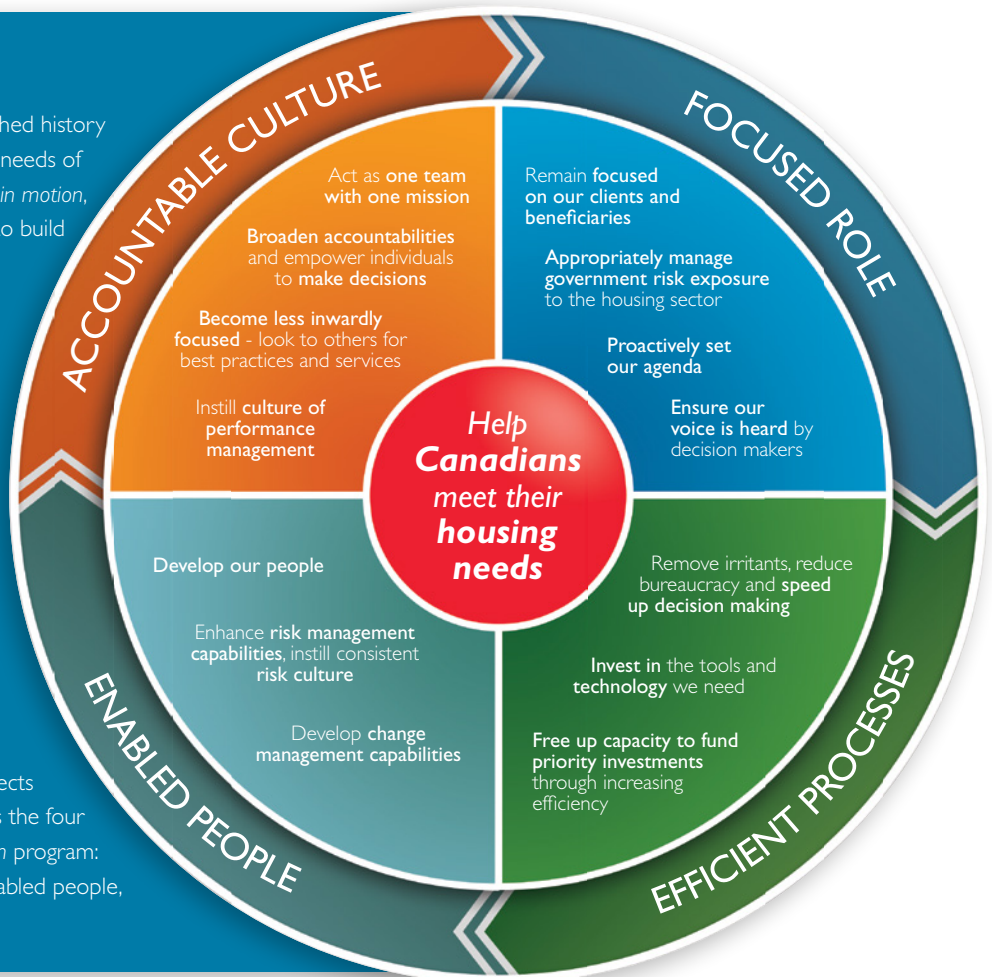 hed history
needs of
in motion,
o build
ects
s the four
n program:
abled people,
ACCOUNTABLE CULTURE
Act as one team
with one mission
Broaden accountabilities
and empower individuals
to make decisions
Become less inwardly
focused - look to others for
best practices and services
Instill culture of
performance
management
FOCUSED ROLE
Remain focused
on our clients and
beneficiaries
Appropriately manage
government risk exposure
to the housing sector
Proactively set
our agenda
Ensure our
voice is heard by
decision makers
Help
Canadians
meet their
housing
needs
ENABLED PEOPLE
Develop our people
Enhance risk management
capabilities, instill consistent
risk culture
Develop change
management capabilities
EFFICIENT PROCESSES
Remove irritants, reduce
bureaucracy and speed
up decision making
Invest in the tools and
technology we need
Free up capacity to fund
priority investments
through increasing
efficiency